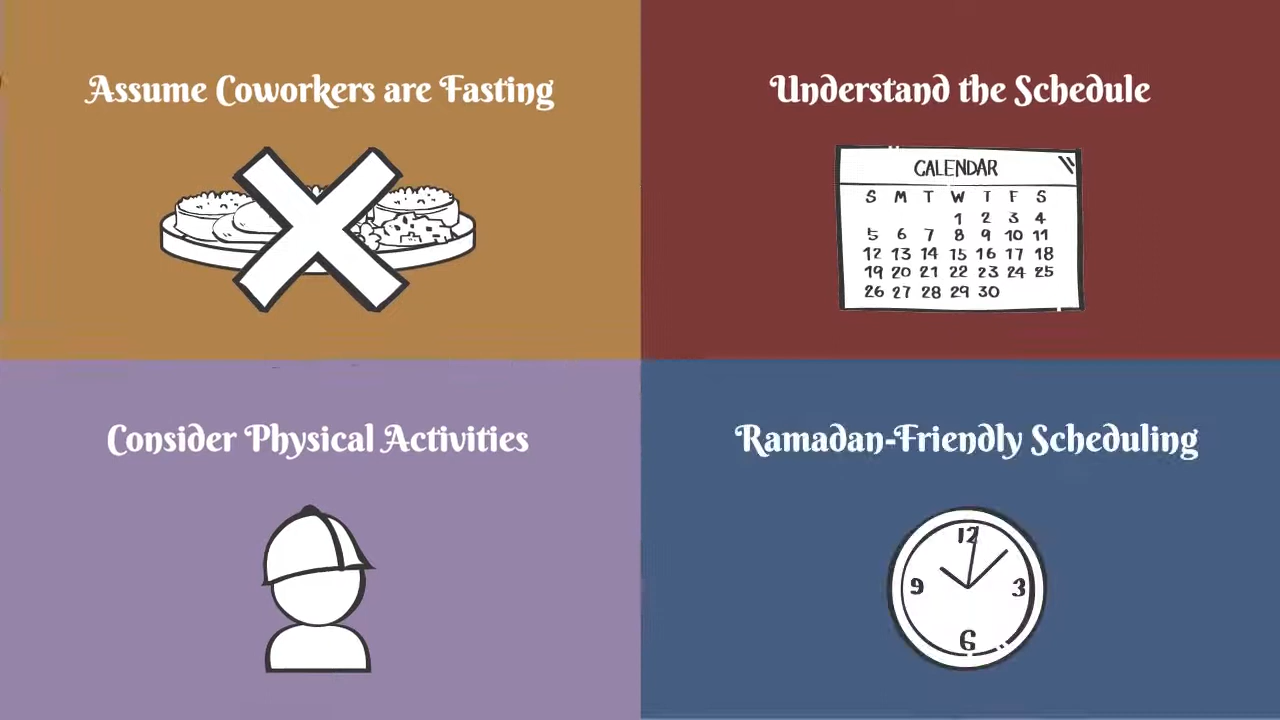 Assume Coworkers are Fasting
Understand the Schedule
CALENDAR
S M T W T F S
1 2 3 4
5 6 7 8 9 10 11
12 13 14 15 16 17 18
19 20 21 22 23 24 25
26 27 28 29 30
Consider Physical Activities
Ramadan-Friendly Scheduling
12
9 3
6